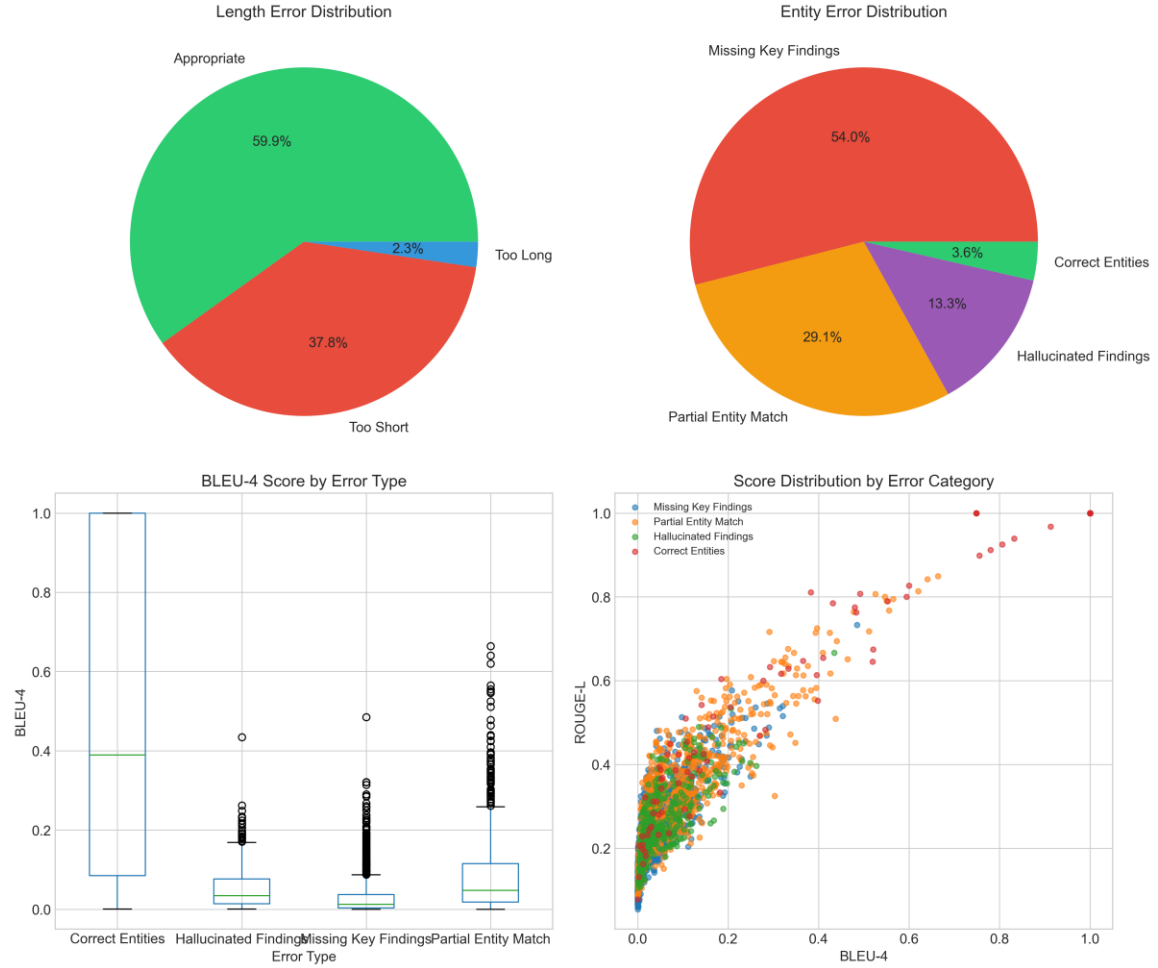 Length Error Distribution
Appropriate
59.9%
2.3%
Too Long
37.8%
Too Short
Entity Error Distribution
Missing Key Findings
54.0%
3.6%
Correct Entities
13.3%
Hallucinated Findings
29.1%
Partial Entity Match
BLEU-4 Score by Error Type
1.0
0.8
0.6
0.4
0.2
0.0
BLEU-4
Correct Entities
Hallucinated Findings
Missing Key Findings
Partial Entity Match
Error Type
Score Distribution by Error Category
Missing Key Findings
Partial Entity Match
Hallucinated Findings
Correct Entities
1.0
0.8
0.6
0.4
0.2
ROUGE-L
0.0
0.2
0.4
0.6
0.8
1.0
BLEU-4